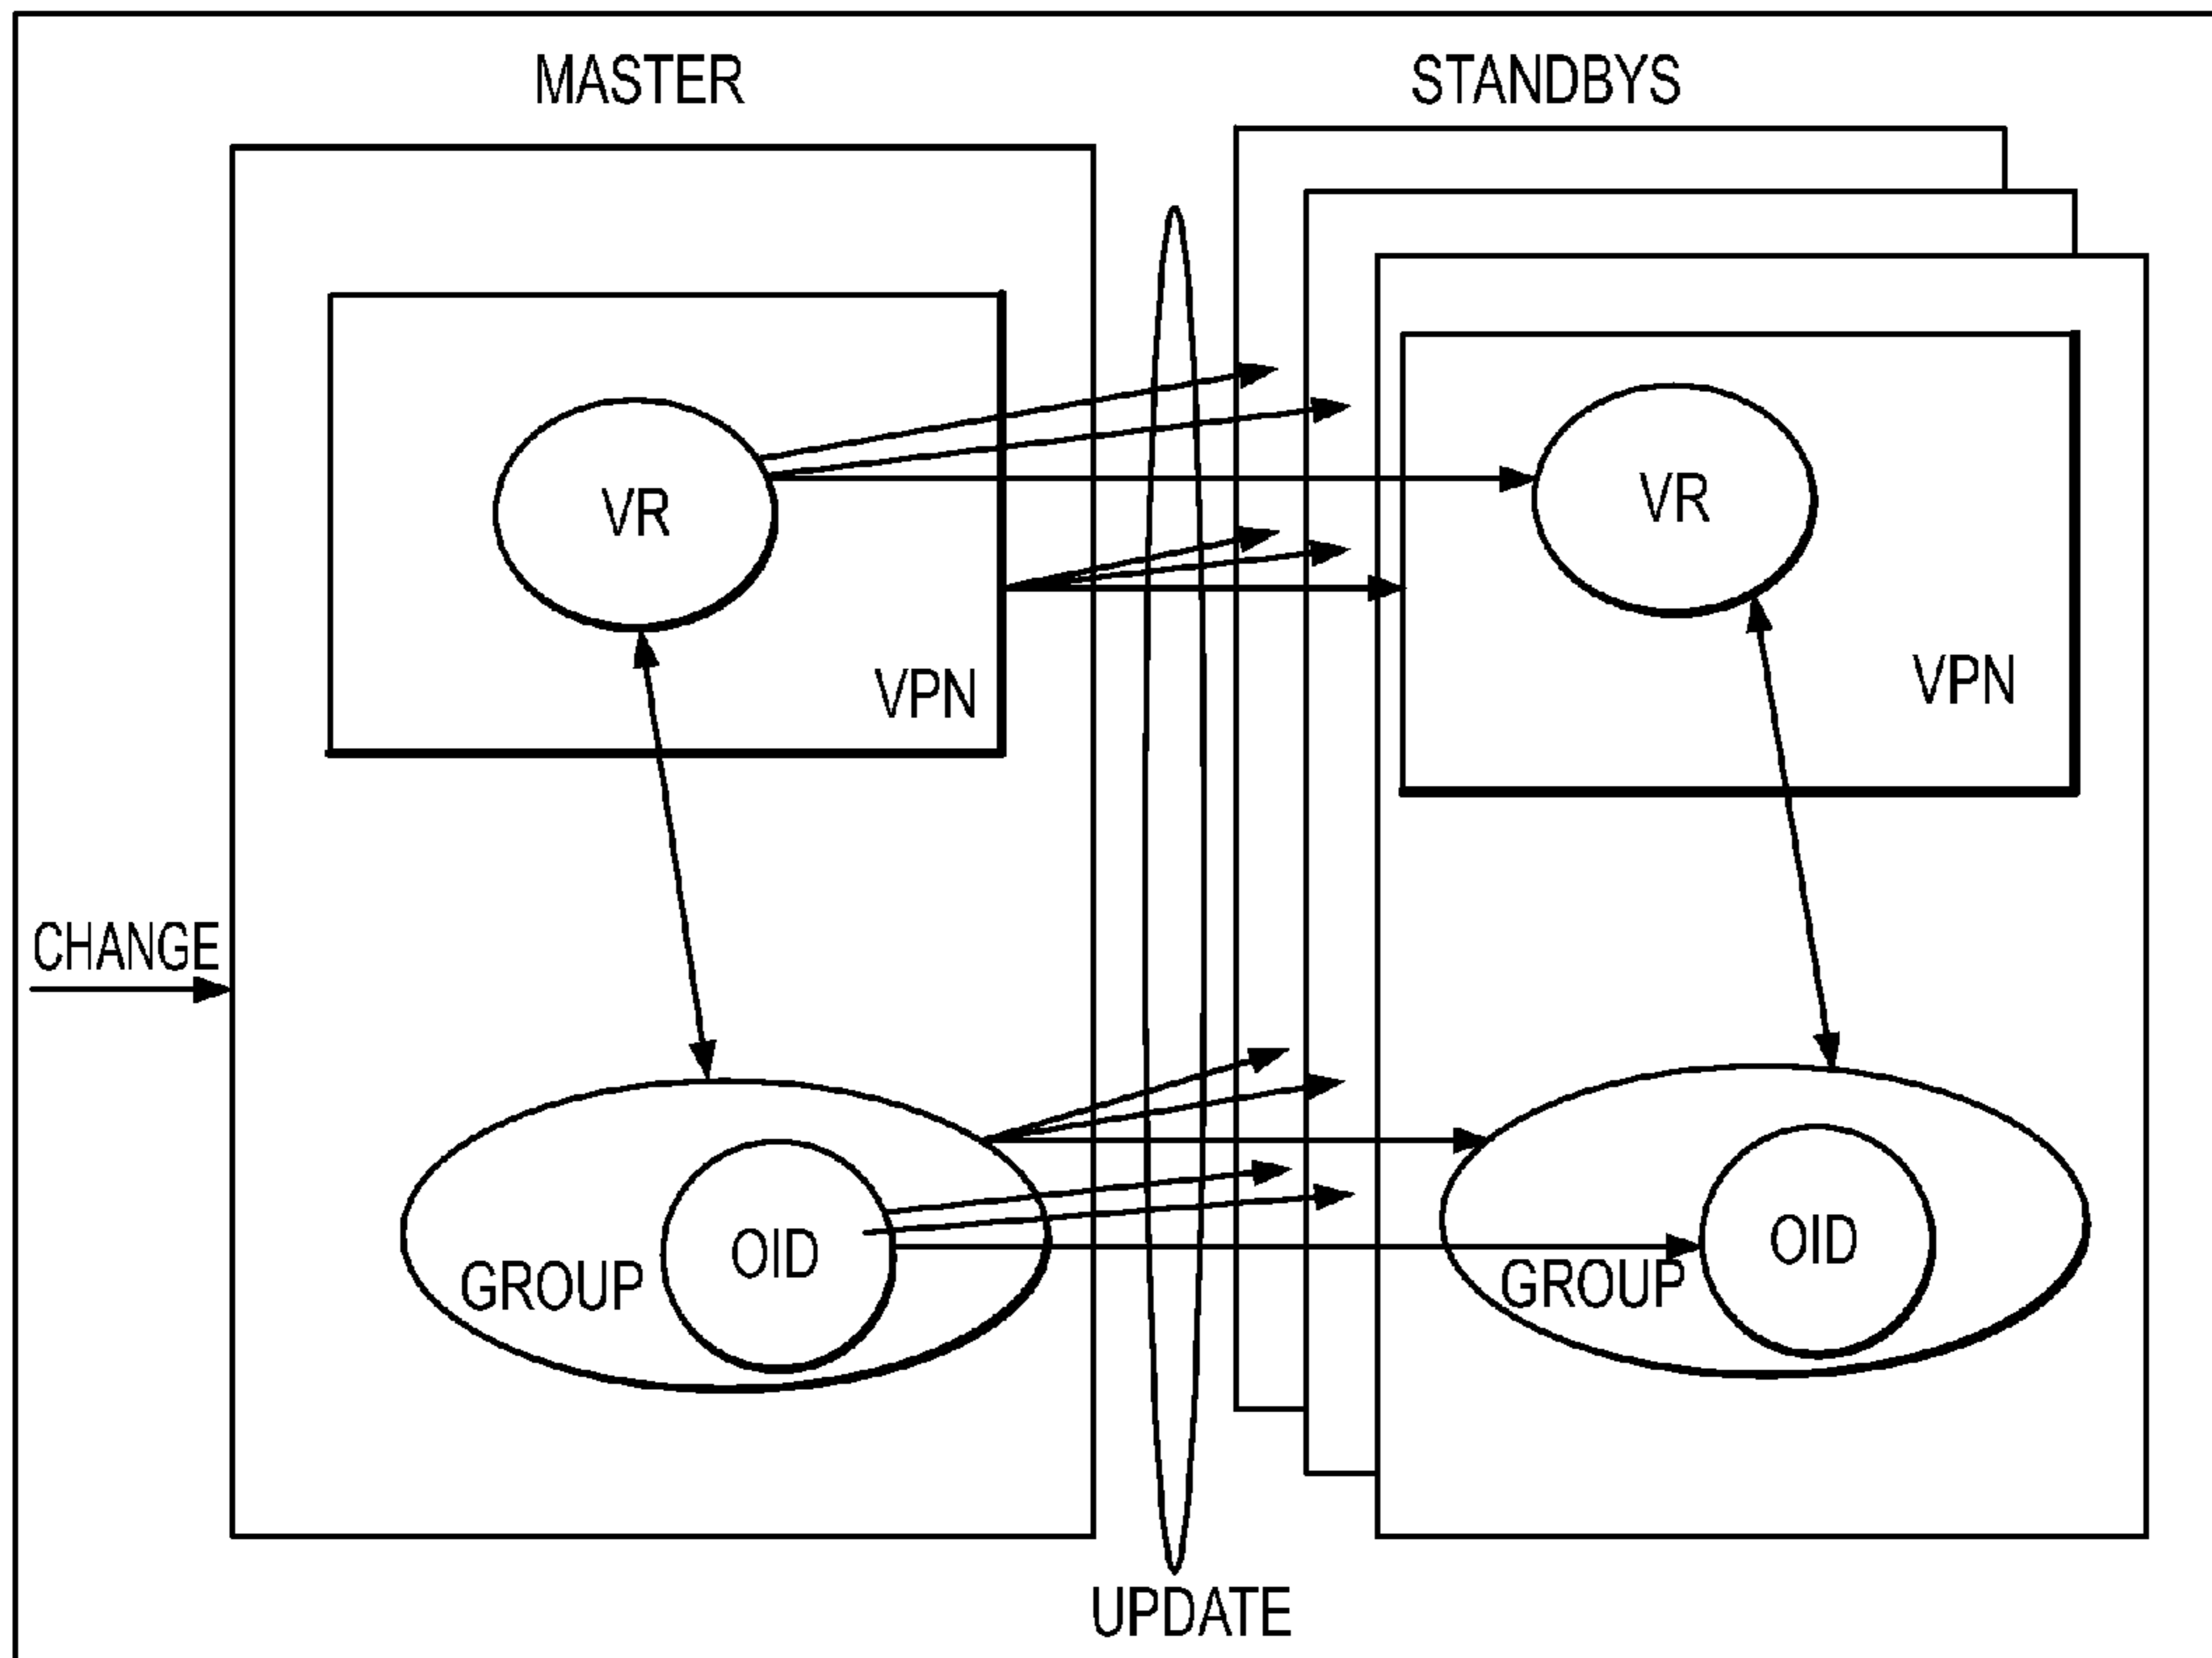 MASTER
STANDBYS
VR
VR
VPN
VPN
CHANGE
OID
OID
GROUP
GROUP
UPDATE